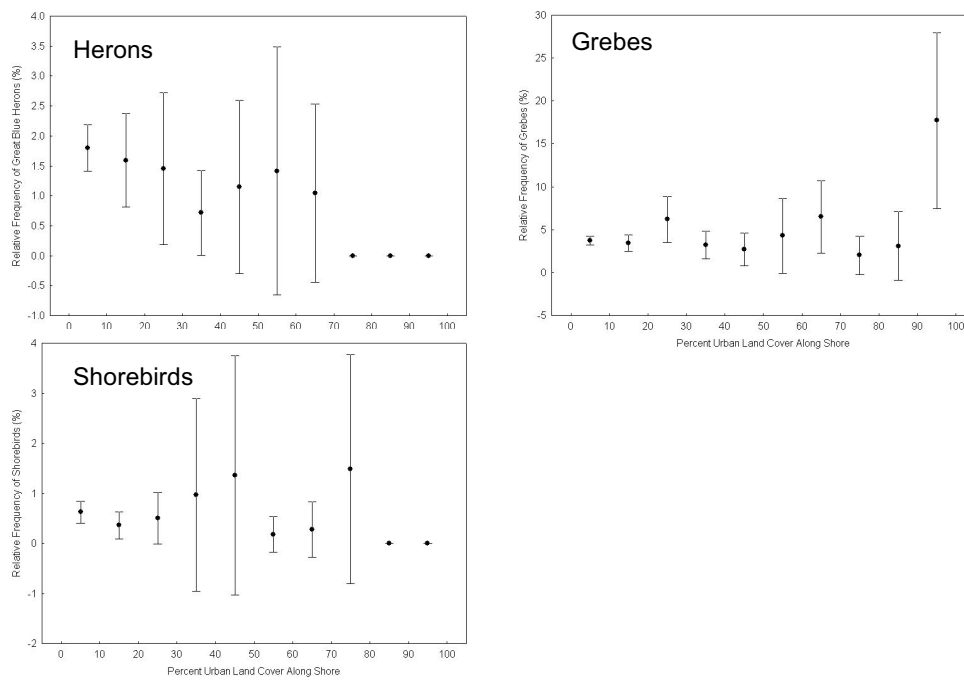 Herons
Relative Frequency of Great Blue Herons (%)
4.0
3.5
3.0
2.5
2.0
1.5
1.0
0.5
0.0
-0.5
-1.0
0 10 20 30 40 50 60 70 80 90 100
Grebes
Relative Frequency of Grebes (%)
30
25
20
15
10
5
0
-5
0 10 20 30 40 50 60 70 80 90 100
Percent Urban Land Cover Along Shore
Shorebirds
Relative Frequency of Shorebirds (%)
4
3
2
1
0
-1
-2
0 10 20 30 40 50 60 70 80 90 100
Percent Urban Land Cover Along Shore